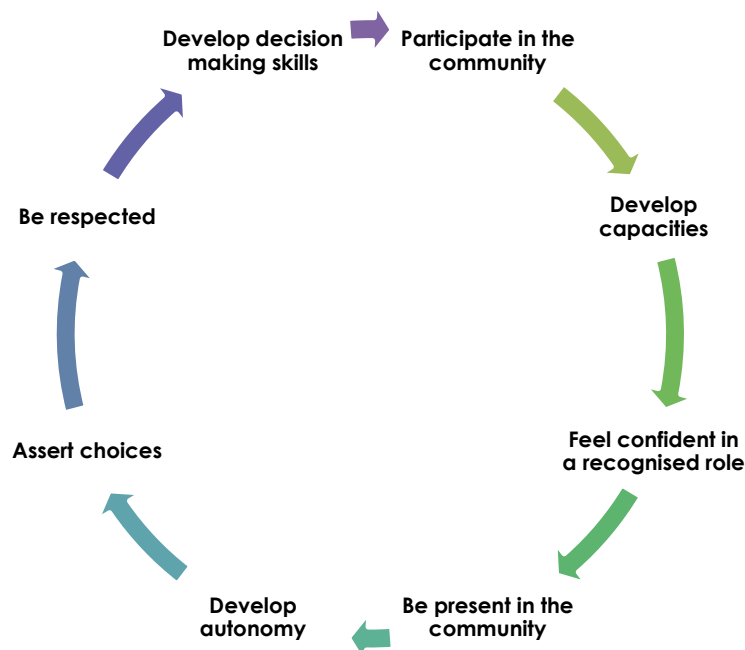 Develop decision
making skills
Participate in the
community
Develop
capacities
Feel confident in
a recognised role
Be present in the
community
Develop
autonomy
Assert choices
Be respected